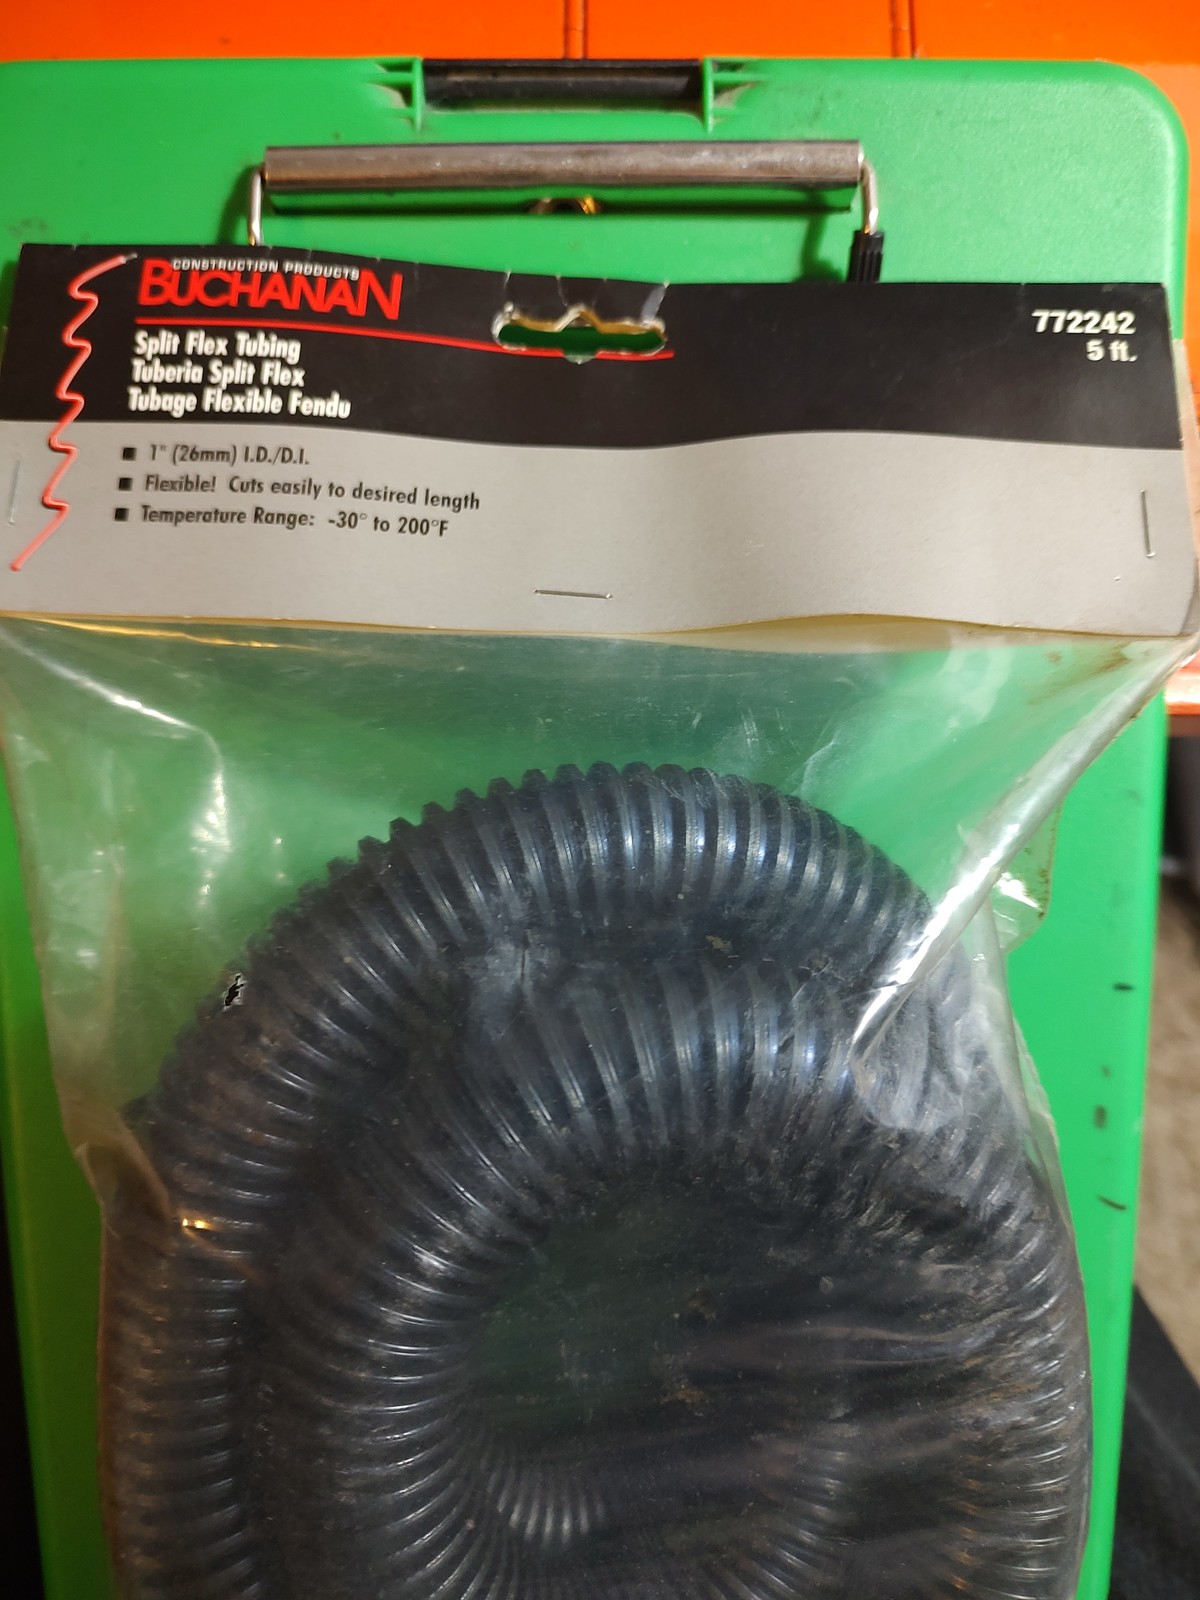 CONSTRUCTION PRODUCTS
BUCHANAN
Split Flex Tubing
Tuberia Split Flex
Tubage Flexible Fendu
772242
5 ft.
■ 1" (26mm) I.D./D.I.
■ Flexible! Cuts easily to desired length
■ Temperature Range: -30° to 200°F